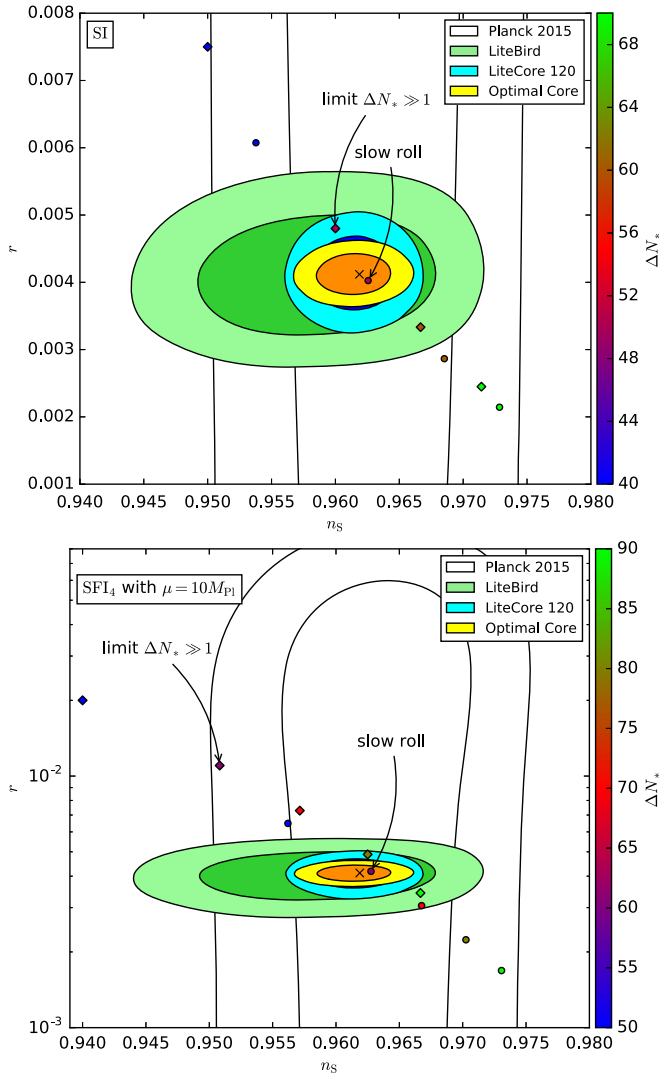 SI
Planck 2015
LiteBird
LiteCore 120
Optimal Core
limit ΔN* ≫ 1
slow roll
0.008
0.007
0.006
0.005
0.004
0.003
0.002
0.001
r
0.940 0.945 0.950 0.955 0.960 0.965 0.970 0.975 0.980
nS
68
64
60
56
52
48
44
40
ΔN*
SFI4 with μ = 10MPl
Planck 2015
LiteBird
LiteCore 120
Optimal Core
limit ΔN* ≫ 1
slow roll
10−2
10−3
r
0.940 0.945 0.950 0.955 0.960 0.965 0.970 0.975 0.980
nS
90
85
80
75
70
65
60
55
50
ΔN*